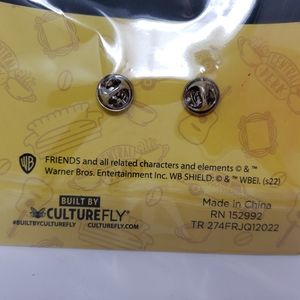 WB
FRIENDS and all related characters and elements © & ™
Warner Bros. Entertainment Inc. WB SHIELD: © & ™ WBEI. (s22)
BUILT BY
CULTUREFLY®
#BUILTBYCULTUREFLY CULTUREFLY.COM
Made in China
RN 152992
TR 274FRJQ12022